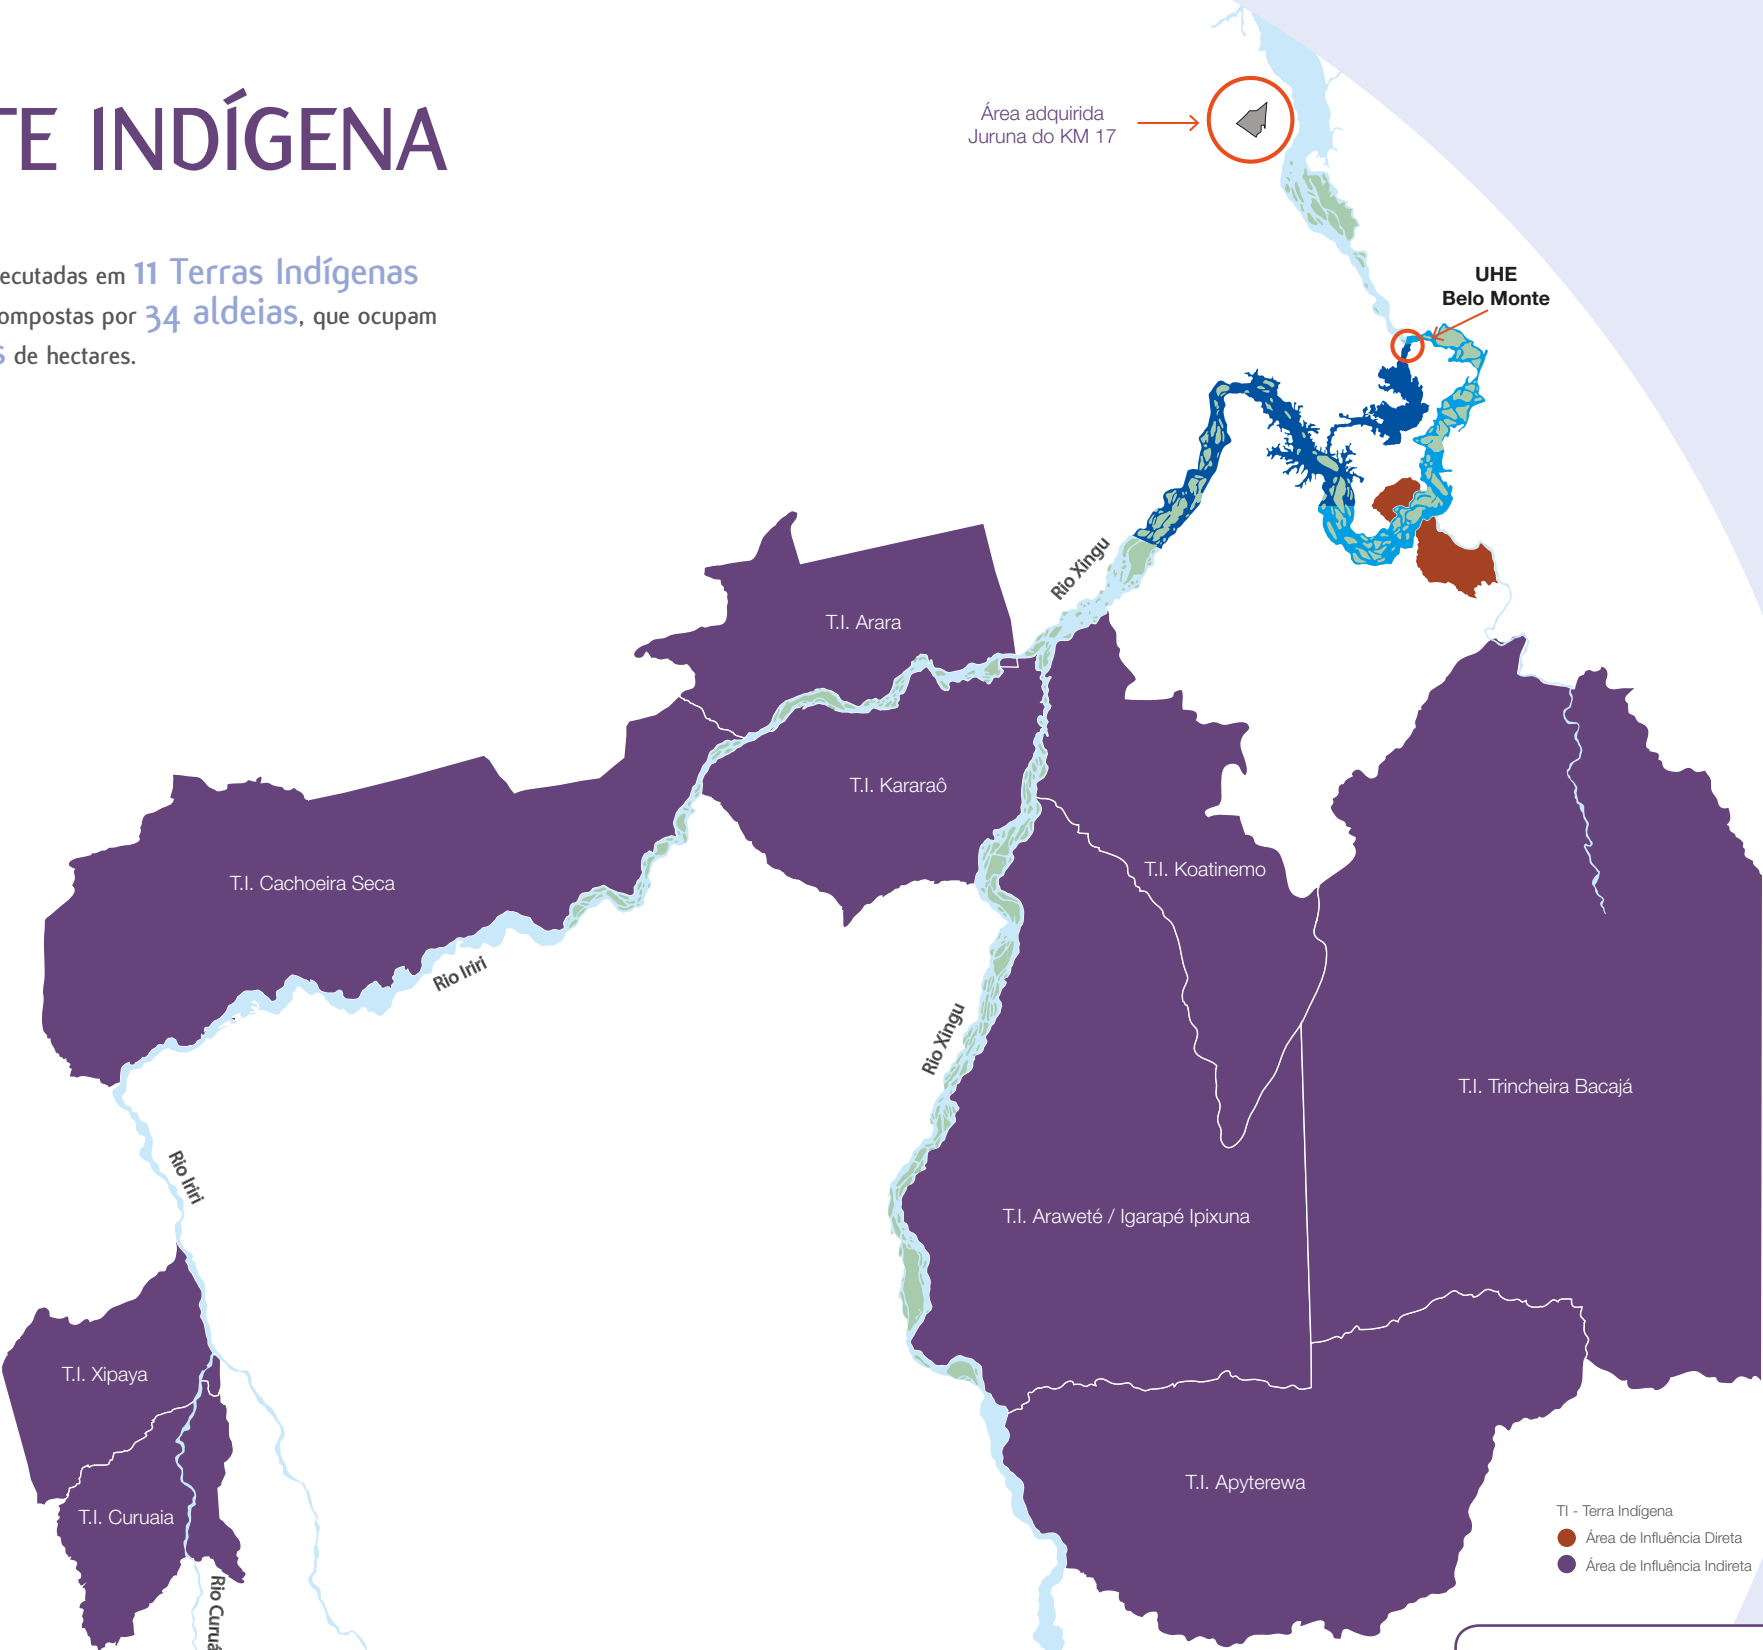 TE INDÍGENA
ecutadas em 11 Terras Indígenas
ompostas por 34 aldeias, que ocupam
s de hectares.
Área adquirida
Juruna do KM 17
UHE
Belo Monte
Rio Xingu
T.I. Arara
T.I. Kararaô
T.I. Koatinemo
T.I. Cachoeira Seca
Rio Iriri
Rio Xingu
T.I. Trincheira Bacajá
Rio Iriri
T.I. Araweté / Igarapé Ipixuna
T.I. Xipaya
T.I. Apyterewa
T.I. Curuaia
TI - Terra Indígena
Área de Influência Direta
Área de Influência Indireta
Rio Curuá